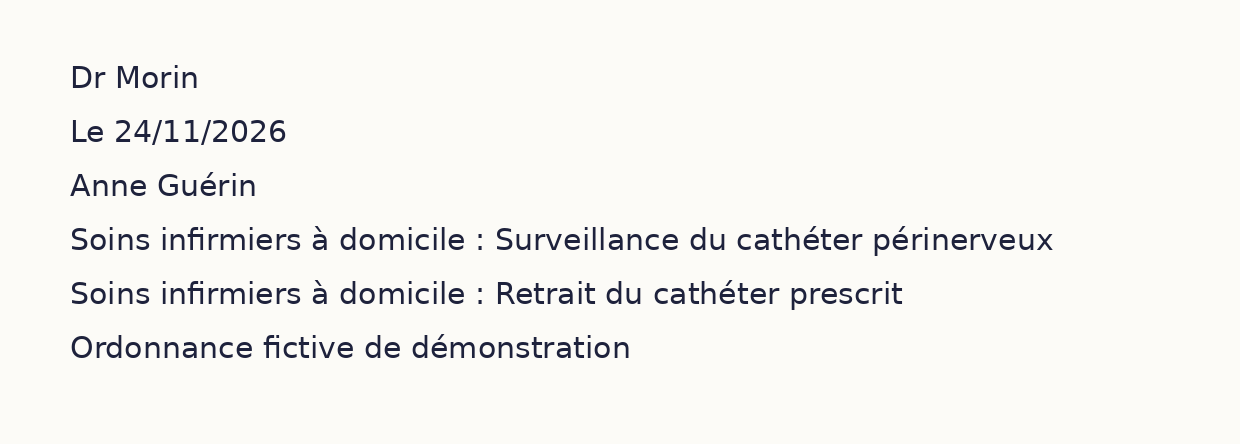 Dr Morin
Le 24/11/2026
Anne Guérin
Soins infirmiers à domicile : Surveillance du cathéter périnerveux
Soins infirmiers à domicile : Retrait du cathéter prescrit
Ordonnance fictive de démonstration